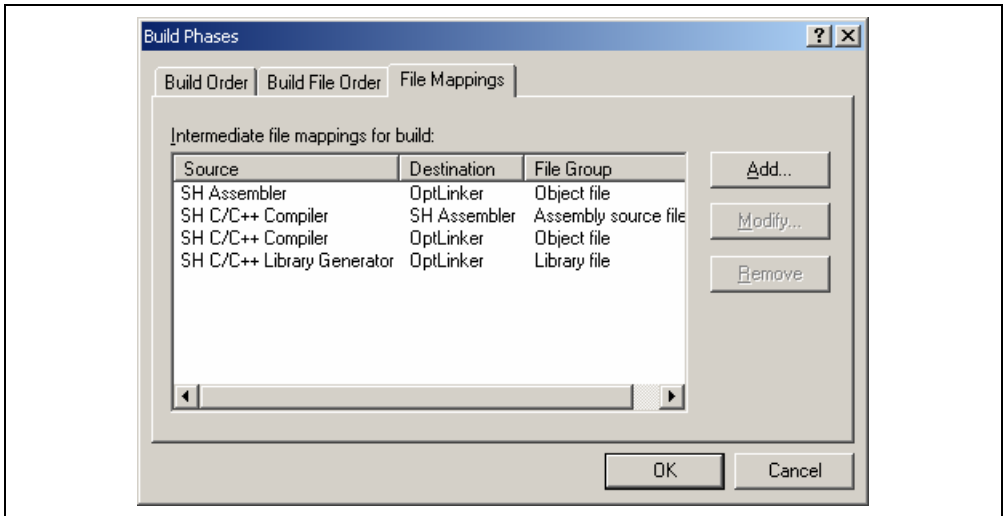 Build Phases
Build Order Build File Order File Mappings
Intermediate file mappings for build:
Source Destination File Group
SH Assembler OptLinker Object file
SH C/C++ Compiler SH Assembler Assembly source file
SH C/C++ Compiler OptLinker Object file
SH C/C++ Library Generator OptLinker Library file
Add...
Modify...
Remove
OK Cancel